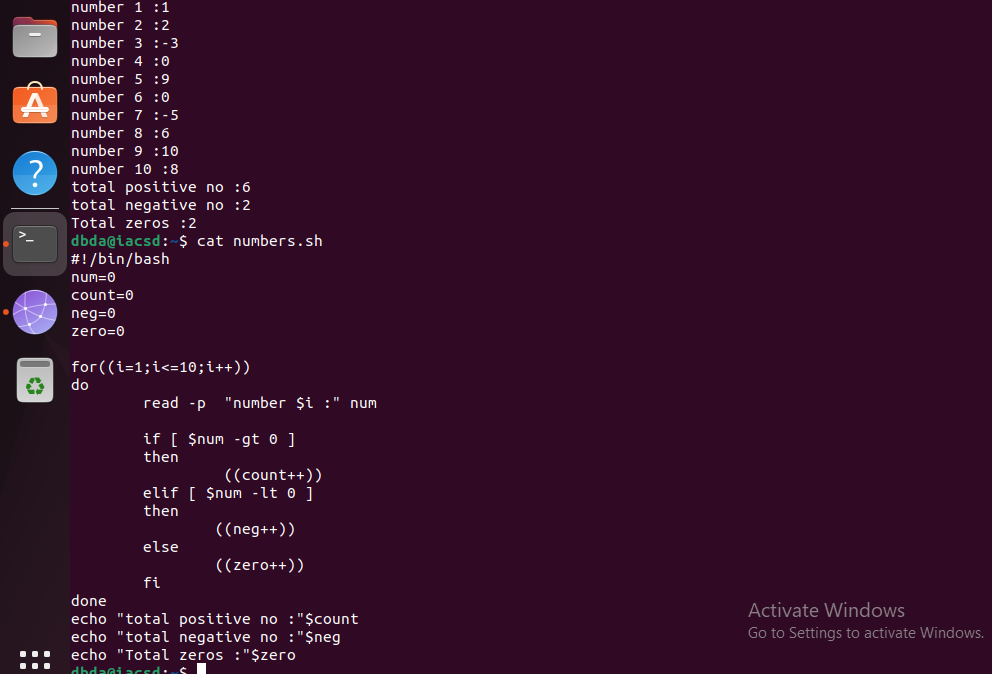 number 1 :1
number 2 :2
number 3 :-3
number 4 :0
number 5 :9
number 6 :0
number 7 :-5
number 8 :6
number 9 :10
number 10 :8
total positive no :6
total negative no :2
Total zeros :2
dbda@iacsd:~$ cat numbers.sh
#!/bin/bash
num=0
count=0
neg=0
zero=0

for((i=1;i<=10;i++))
do
        read -p  "number $i :" num

        if [ $num -gt 0 ]
        then
                 ((count++))
        elif [ $num -lt 0 ]
        then
                ((neg++))
        else
                ((zero++))
        fi
done
echo "total positive no :"$count
echo "total negative no :"$neg
echo "Total zeros :"$zero
dbda@iacsd:~$
Activate Windows
Go to Settings to activate Windows.